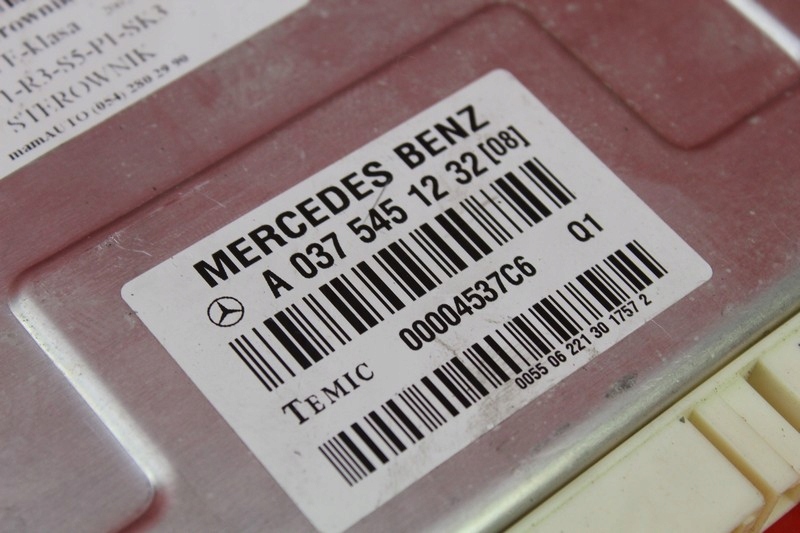 E-klasa
1-R3-S5-P1-SK3
STEROWNIK
mamAUTO (054) 280 29 90
MERCEDES BENZ
A 037 545 12 32 [08]
00004537C6 Q1
TEMIC
0055 06 221 30 1757 2